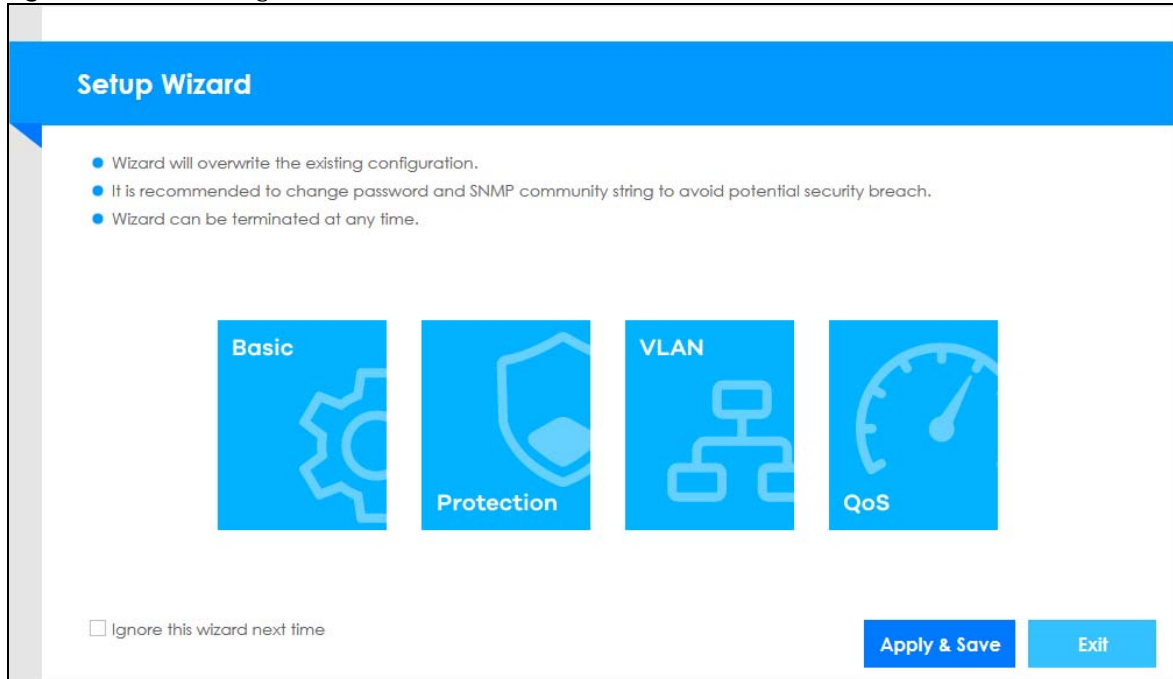 Setup Wizard
Wizard will overwrite the existing configuration.
It is recommended to change password and SNMP community string to avoid potential security breach.
Wizard can be terminated at any time.
Basic
Protection
VLAN
QoS
Ignore this wizard next time
Apply & Save
Exit